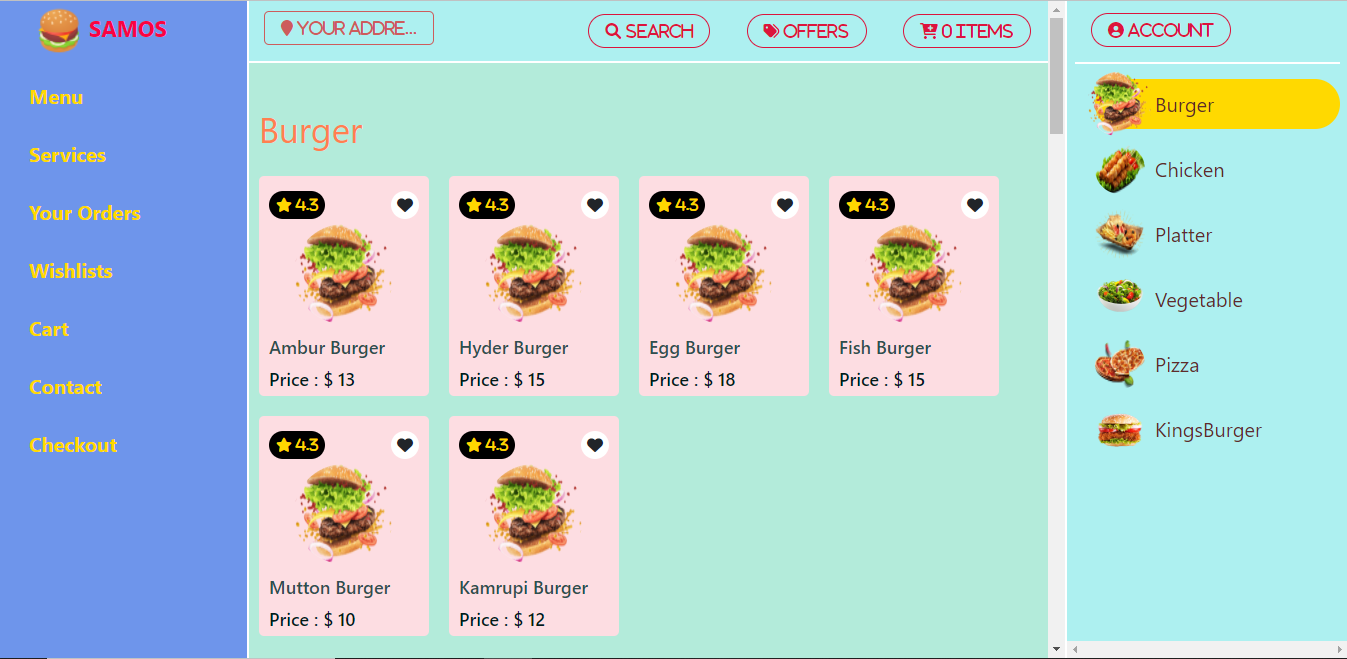 SAMOS
Menu
Services
Your Orders
Wishlists
Cart
Contact
Checkout
YOUR ADDRE...
SEARCH
OFFERS
0 ITEMS
Burger
4.3
Ambur Burger
Price : $ 13
4.3
Hyder Burger
Price : $ 15
4.3
Egg Burger
Price : $ 18
4.3
Fish Burger
Price : $ 15
4.3
Mutton Burger
Price : $ 10
4.3
Kamrupi Burger
Price : $ 12
ACCOUNT
Burger
Chicken
Platter
Vegetable
Pizza
KingsBurger